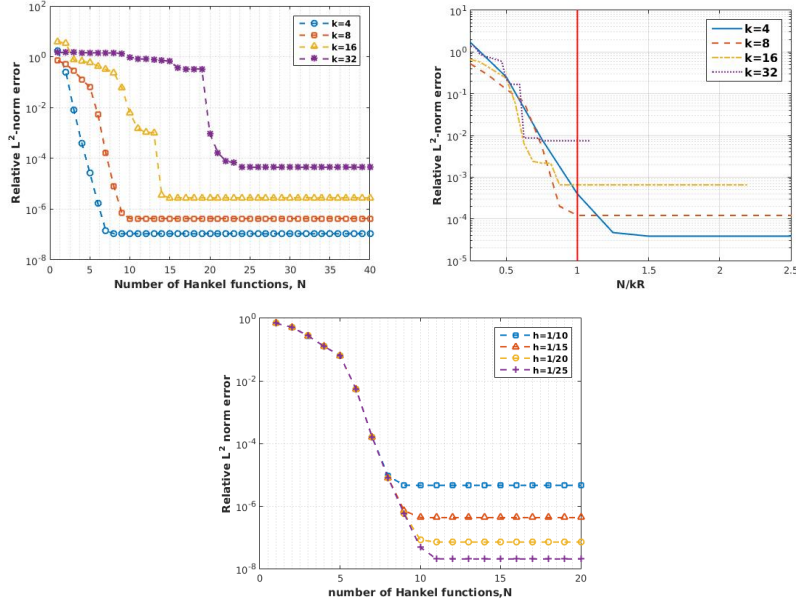 10^2
10^0
10^-2
10^-4
10^-6
10^-8
Relative L^2-norm error
0 5 10 15 20 25 30 35 40
Number of Hankel functions, N
k=4
k=8
k=16
k=32
10^1
10^0
10^-1
10^-2
10^-3
10^-4
10^-5
Relative L^2-norm error
0.5 1 1.5 2 2.5
N/kR
k=4
k=8
k=16
k=32
10^0
10^-2
10^-4
10^-6
10^-8
Relative L^2 norm error
0 5 10 15 20
number of Hankel functions,N
h=1/10
h=1/15
h=1/20
h=1/25